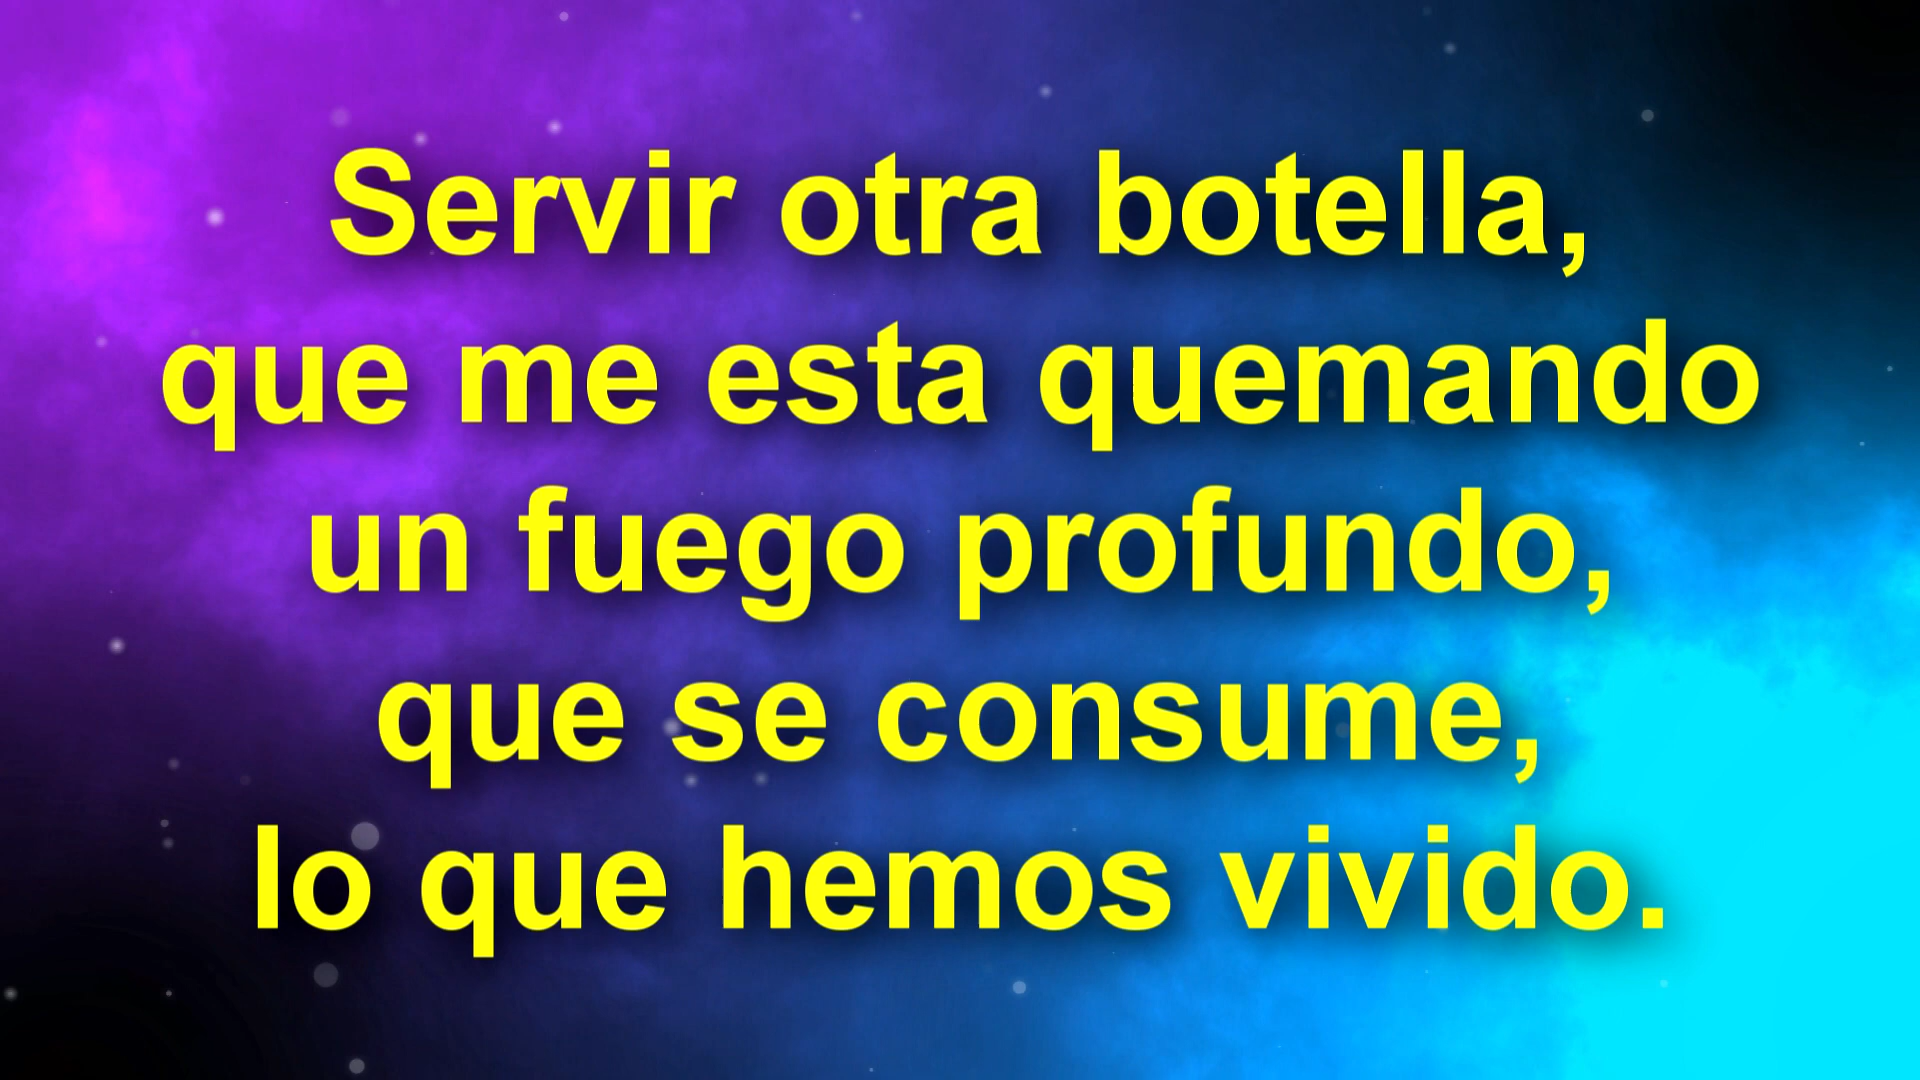 Servir otra botella,
que me esta quemando
un fuego profundo,
que se consume,
lo que hemos vivido.